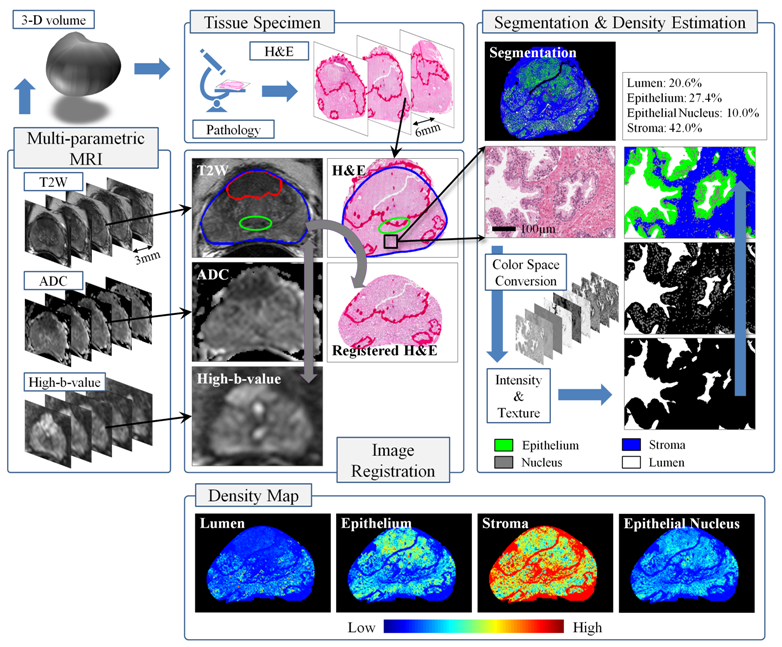 3-D volume
Tissue Specimen
H&E
Pathology
6mm
Segmentation & Density Estimation
Segmentation
Lumen: 20.6%
Epithelium: 27.4%
Epithelial Nucleus: 10.0%
Stroma: 42.0%
100μm
Color Space
Conversion
Intensity
&
Texture
Epithelium
Stroma
Nucleus
Lumen
Multi-parametric
MRI
T2W
3mm
ADC
High-b-value
T2W
H&E
ADC
Registered H&E
High-b-value
Image
Registration
Density Map
Lumen
Epithelium
Stroma
Epithelial Nucleus
Low
High